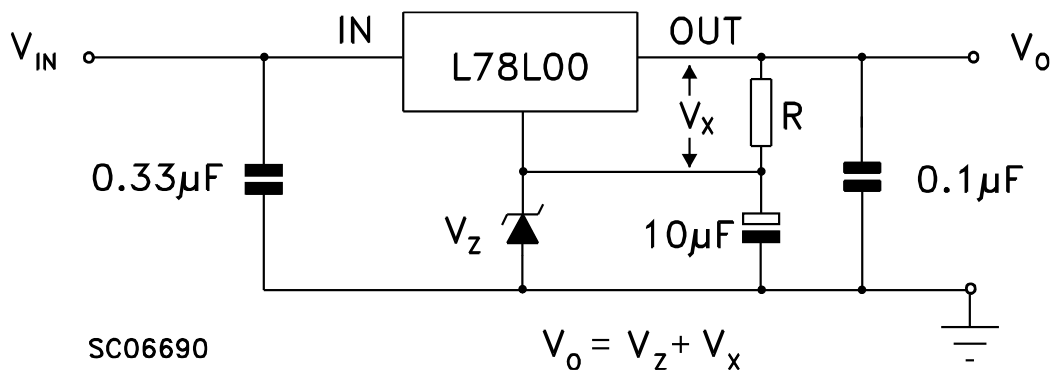 V_IN
IN
L78L00
OUT
V_O
V_X
R
0.33µF
V_Z
10µF
0.1µF
SC06690
V_O = V_Z + V_X